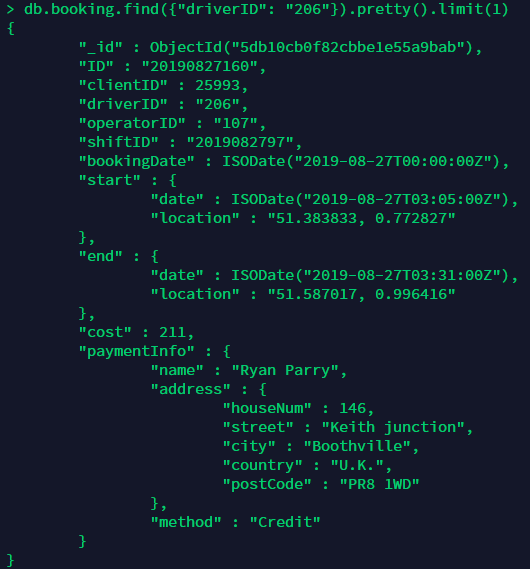 > db.booking.find({"driverID": "206"}).pretty().limit(1)
{
        "_id" : ObjectId("5db10cb0f82cbbe1e55a9bab"),
        "ID" : "20190827160",
        "clientID" : 25993,
        "driverID" : "206",
        "operatorID" : "107",
        "shiftID" : "2019082797",
        "bookingDate" : ISODate("2019-08-27T00:00:00Z"),
        "start" : {
                "date" : ISODate("2019-08-27T03:05:00Z"),
                "location" : "51.383833, 0.772827"
        },
        "end" : {
                "date" : ISODate("2019-08-27T03:31:00Z"),
                "location" : "51.587017, 0.996416"
        },
        "cost" : 211,
        "paymentInfo" : {
                "name" : "Ryan Parry",
                "address" : {
                        "houseNum" : 146,
                        "street" : "Keith junction",
                        "city" : "Boothville",
                        "country" : "U.K.",
                        "postCode" : "PR8 1WD"
                },
                "method" : "Credit"
        }
}